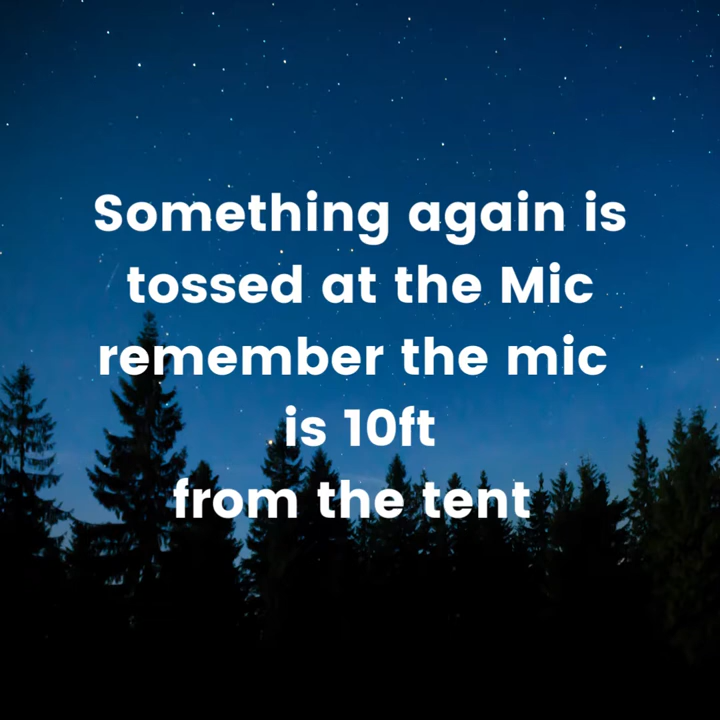 Something again is
tossed at the Mic
remember the mic
is 10ft
from the tent